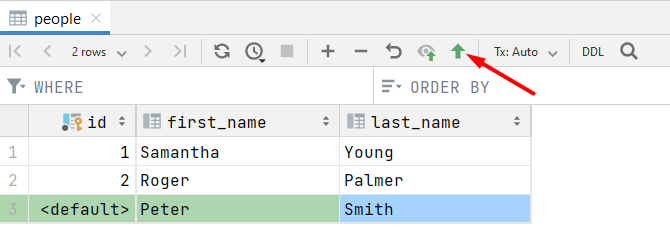 people
2 rows Tx: Auto DDL
WHERE ORDER BY
id first_name last_name
1 1 Samantha Young
2 2 Roger Palmer
3 <default> Peter Smith